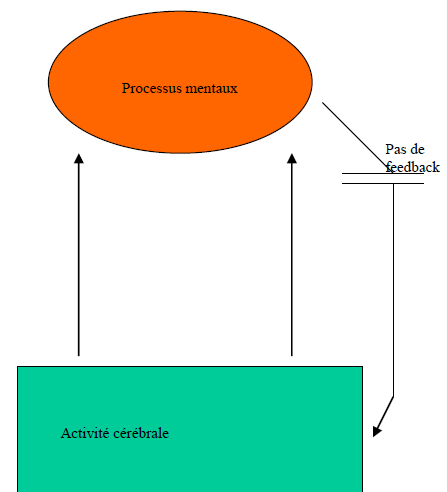 Processus mentaux
Pas de
feedback
Activité cérébrale